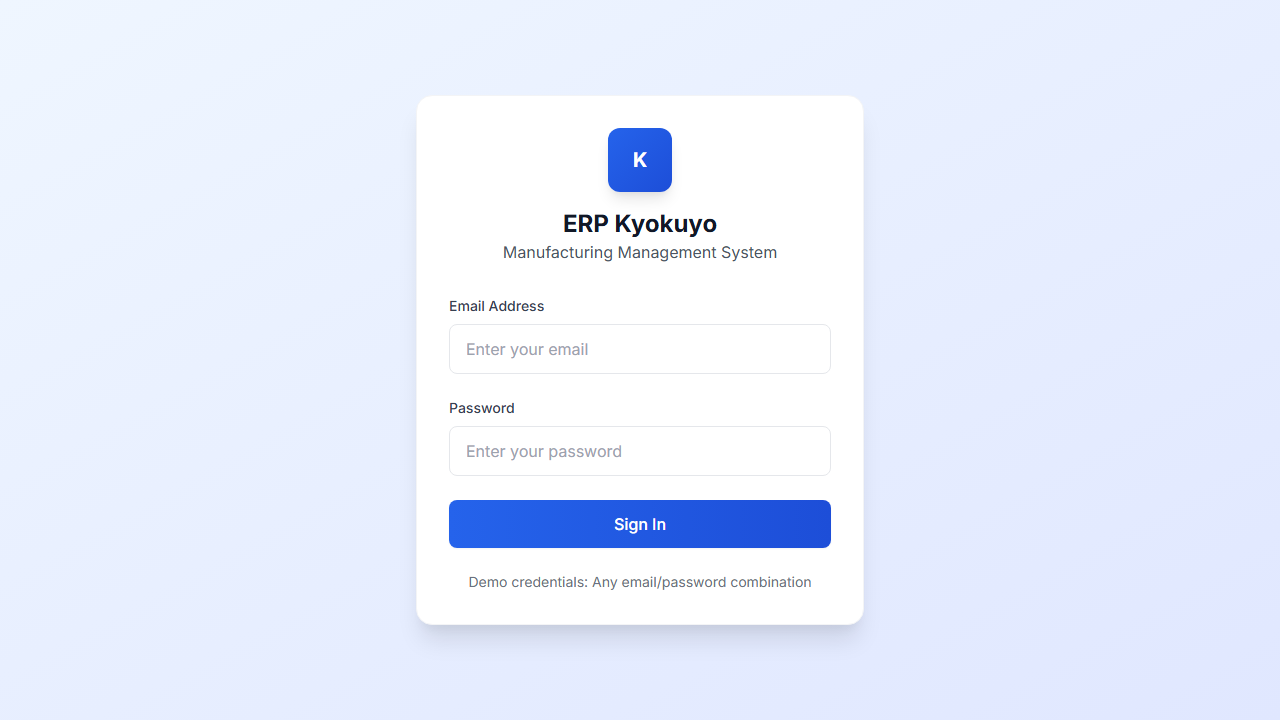 K
ERP Kyokuyo
Manufacturing Management System
Email Address
Enter your email
Password
Enter your password
Sign In
Demo credentials: Any email/password combination